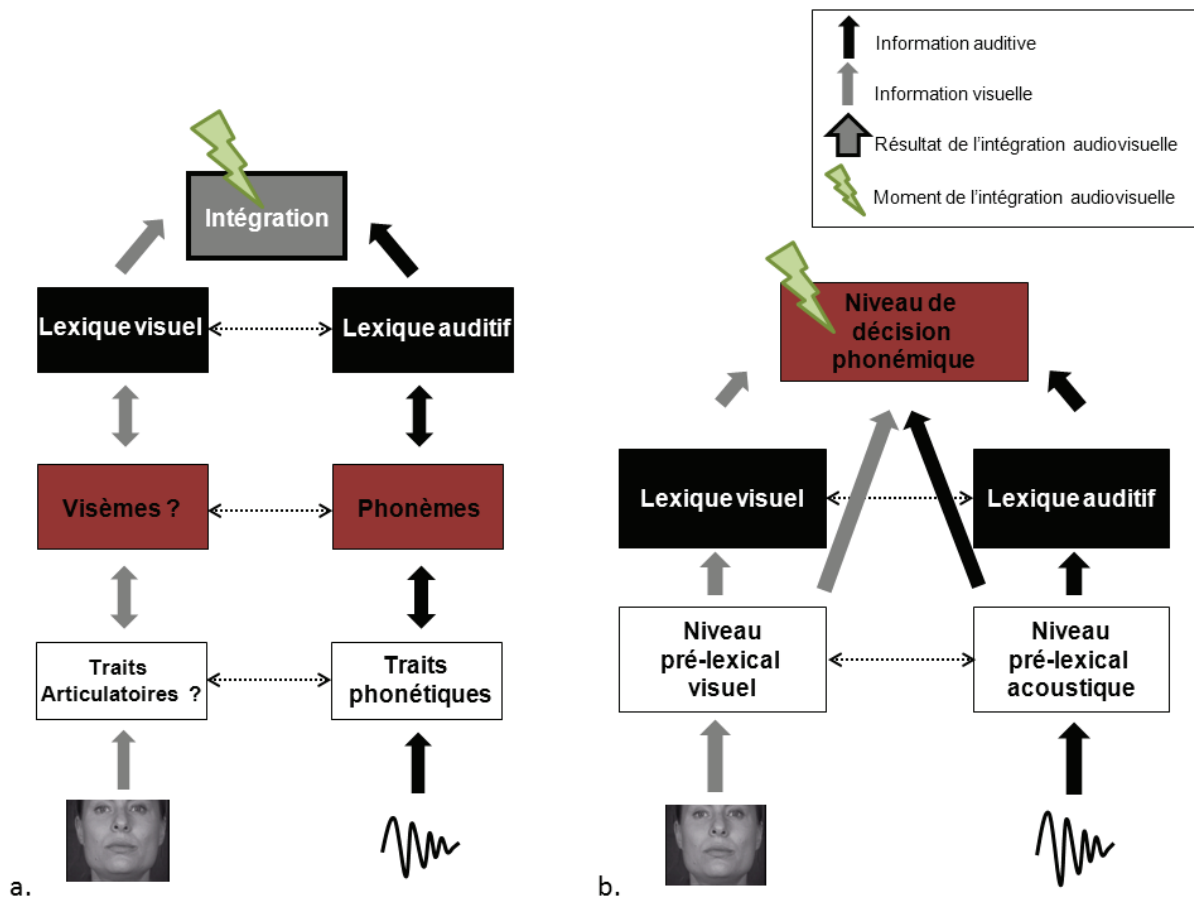 Information auditive
Information visuelle
Résultat de l'intégration audiovisuelle
Moment de l'intégration audiovisuelle
Intégration
Lexique visuel
Lexique auditif
Visèmes ?
Phonèmes
Traits
Articulatoires ?
Traits
phonétiques
a.
Niveau de
décision
phonémique
Lexique visuel
Lexique auditif
Niveau
pré-lexical
visuel
Niveau
pré-lexical
acoustique
b.